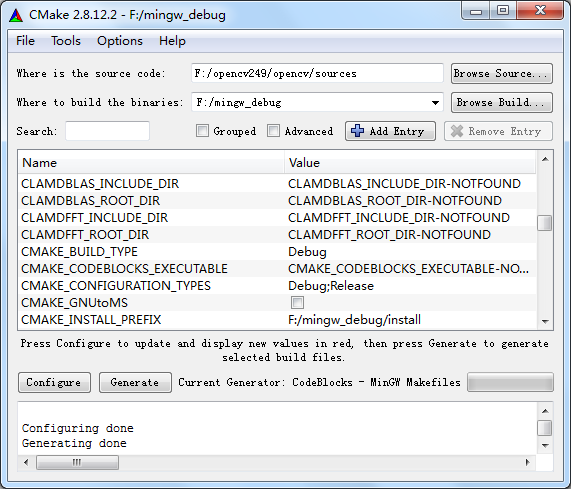 CMake 2.8.12.2 - F:/mingw_debug
File Tools Options Help
Where is the source code: F:/opencv249/opencv/sources Browse Source...
Where to build the binaries: F:/mingw_debug Browse Build...
Search: Grouped Advanced Add Entry Remove Entry
Name Value
CLAMDBLAS_INCLUDE_DIR CLAMDBLAS_INCLUDE_DIR-NOTFOUND
CLAMDBLAS_ROOT_DIR CLAMDBLAS_ROOT_DIR-NOTFOUND
CLAMDFFT_INCLUDE_DIR CLAMDFFT_INCLUDE_DIR-NOTFOUND
CLAMDFFT_ROOT_DIR CLAMDFFT_ROOT_DIR-NOTFOUND
CMAKE_BUILD_TYPE Debug
CMAKE_CODEBLOCKS_EXECUTABLE CMAKE_CODEBLOCKS_EXECUTABLE-NO...
CMAKE_CONFIGURATION_TYPES Debug;Release
CMAKE_GNUtoMS
CMAKE_INSTALL_PREFIX F:/mingw_debug/install
Press Configure to update and display new values in red, then press Generate to generate
selected build files.
Configure Generate Current Generator: CodeBlocks - MinGW Makefiles
Configuring done
Generating done